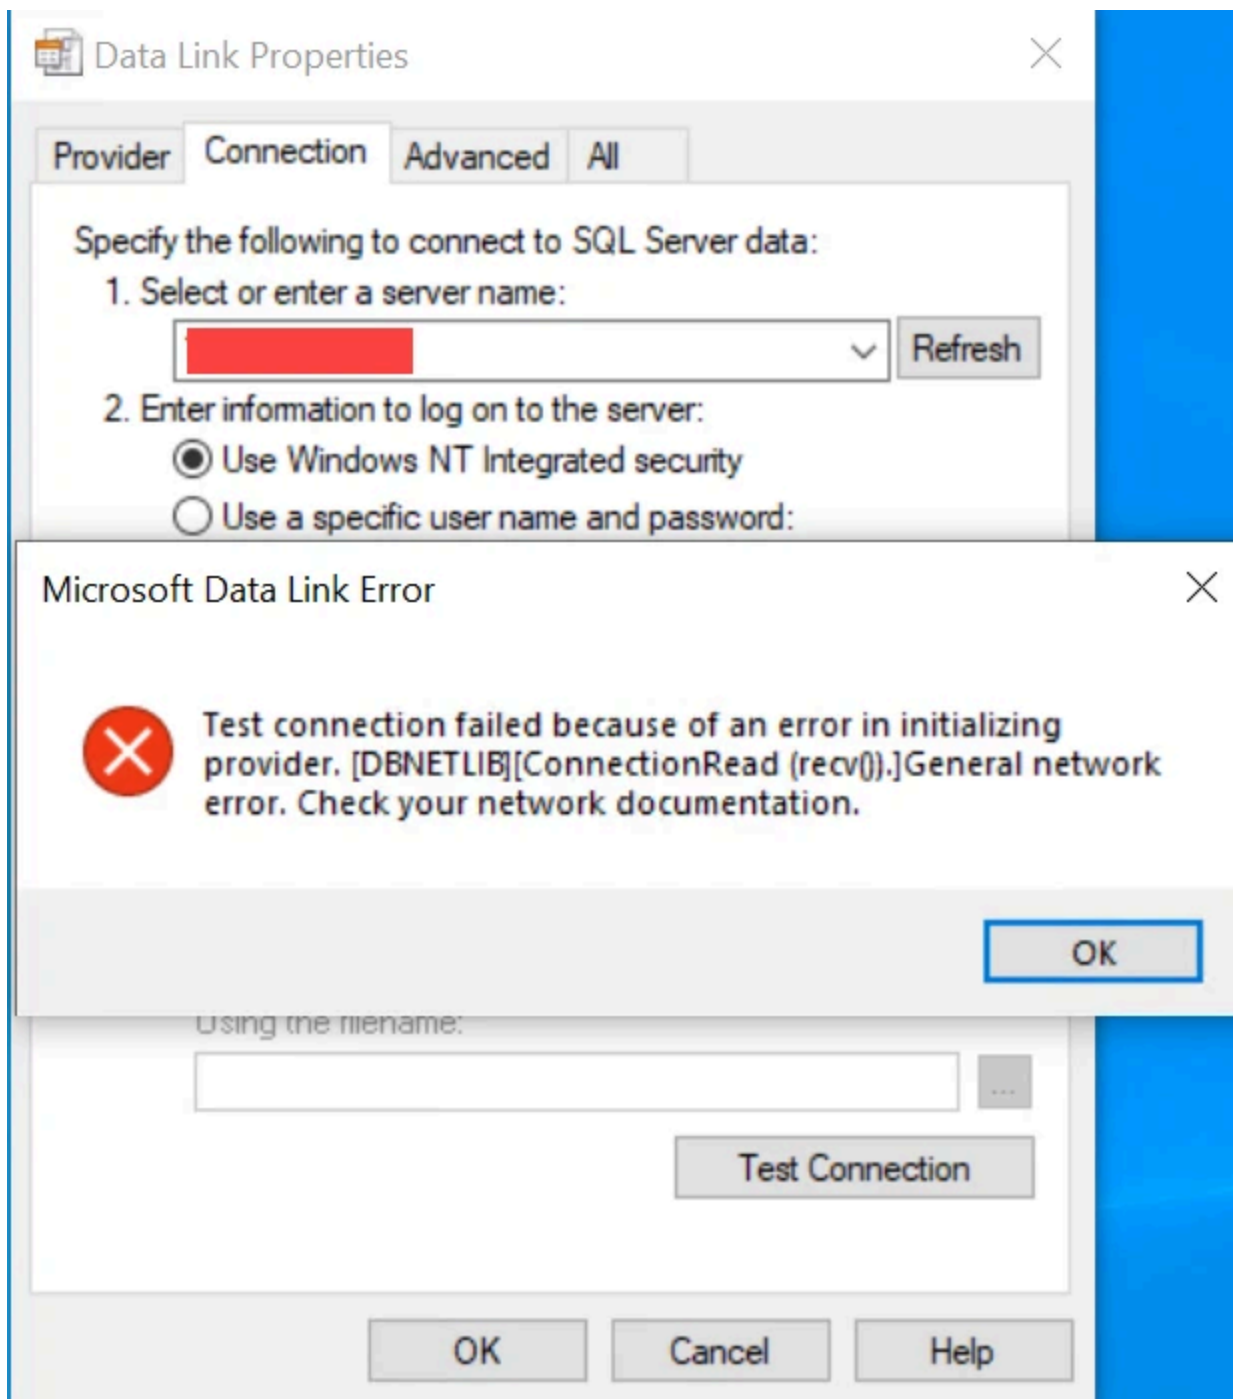 Data Link Properties
Provider Connection Advanced All
Specify the following to connect to SQL Server data:
1. Select or enter a server name:
Refresh
2. Enter information to log on to the server:
Use Windows NT Integrated security
Use a specific user name and password:
Microsoft Data Link Error
Test connection failed because of an error in initializing
provider. [DBNETLIB][ConnectionRead (recv()).]General network
error. Check your network documentation.
OK
Using the filename:
...
Test Connection
OK Cancel Help